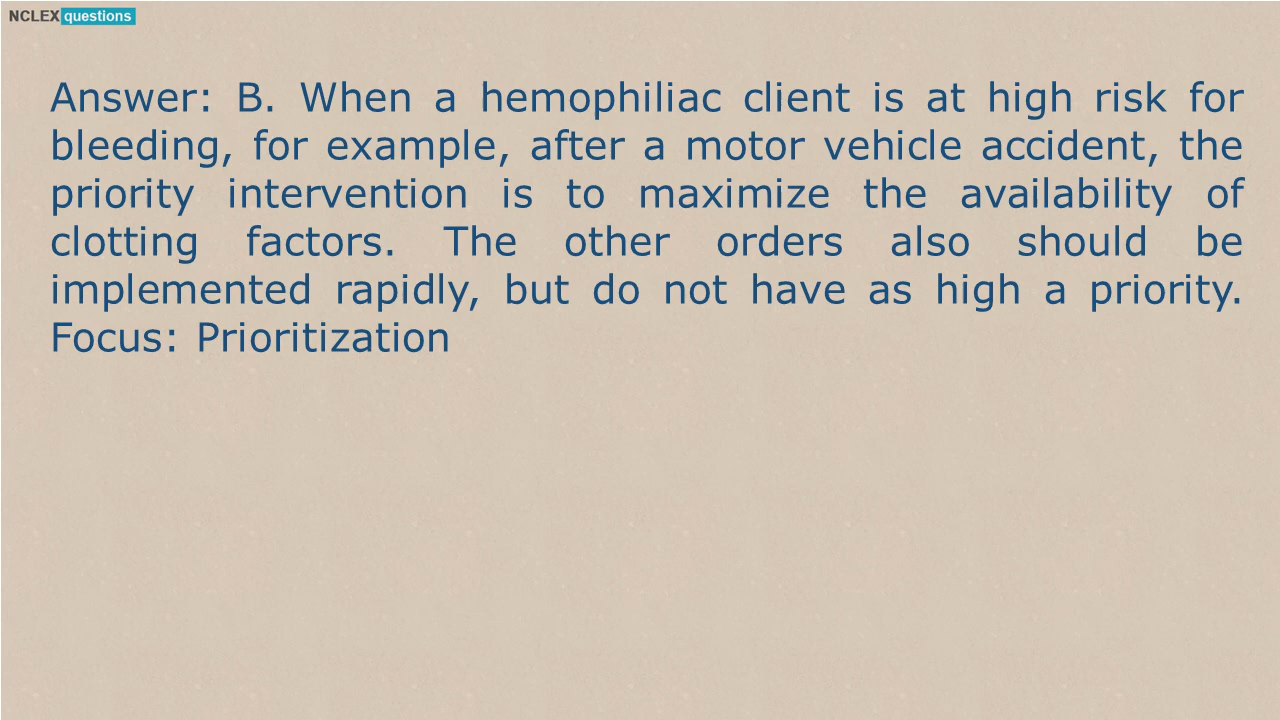 NCLEX questions
Answer: B. When a hemophiliac client is at high risk for
bleeding, for example, after a motor vehicle accident, the
priority intervention is to maximize the availability of
clotting factors. The other orders also should be
implemented rapidly, but do not have as high a priority.
Focus: Prioritization